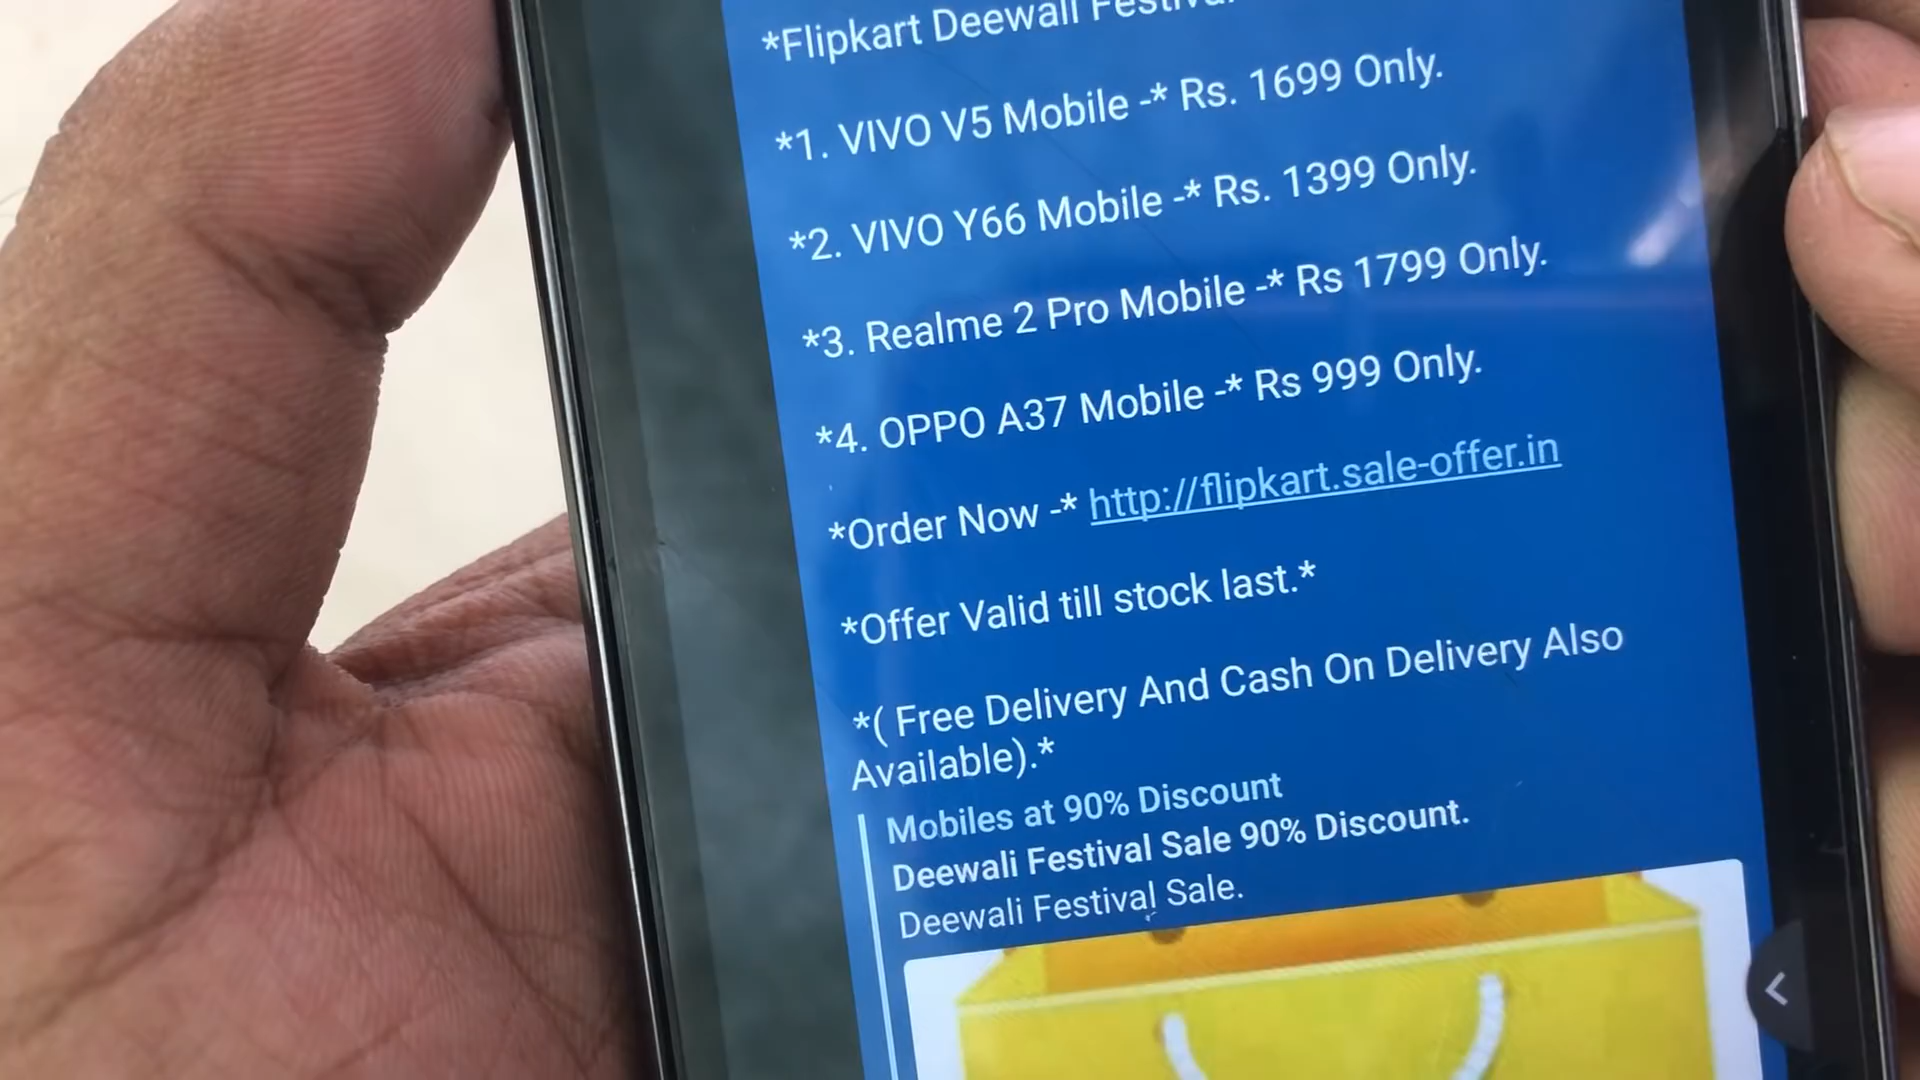 *Flipkart Deewali Festival
*1. VIVO V5 Mobile -* Rs. 1699 Only.
*2. VIVO Y66 Mobile -* Rs. 1399 Only.
*3. Realme 2 Pro Mobile -* Rs 1799 Only.
*4. OPPO A37 Mobile -* Rs 999 Only.
*Order Now -* http://flipkart.sale-offer.in
*Offer Valid till stock last.*
*( Free Delivery And Cash On Delivery Also
Available).*
Mobiles at 90% Discount
Deewali Festival Sale 90% Discount.
Deewali Festival Sale.